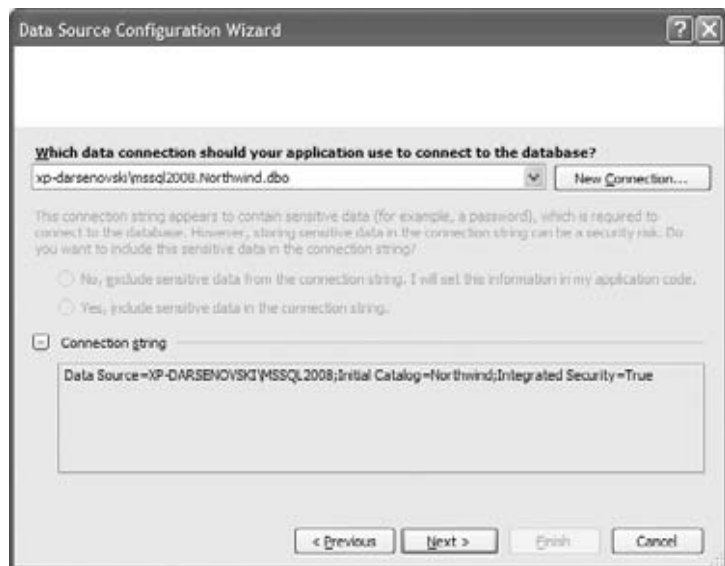 Data Source Configuration Wizard
Which data connection should your application use to connect to the database?
xp-darsenovski\mssql2008.Northwind.dbo
New Connection...
This connection string appears to contain sensitive data (for example, a password), which is required to
connect to the database. However, storing sensitive data in the connection string can be a security risk. Do
you want to include this sensitive data in the connection string?
No, exclude sensitive data from the connection string. I will set this information in my application code.
Yes, include sensitive data in the connection string.
Connection string
Data Source=XP-DARSENOVSKI\MSSQL2008;Initial Catalog=Northwind;Integrated Security=True
< Previous
Next >
Finish
Cancel